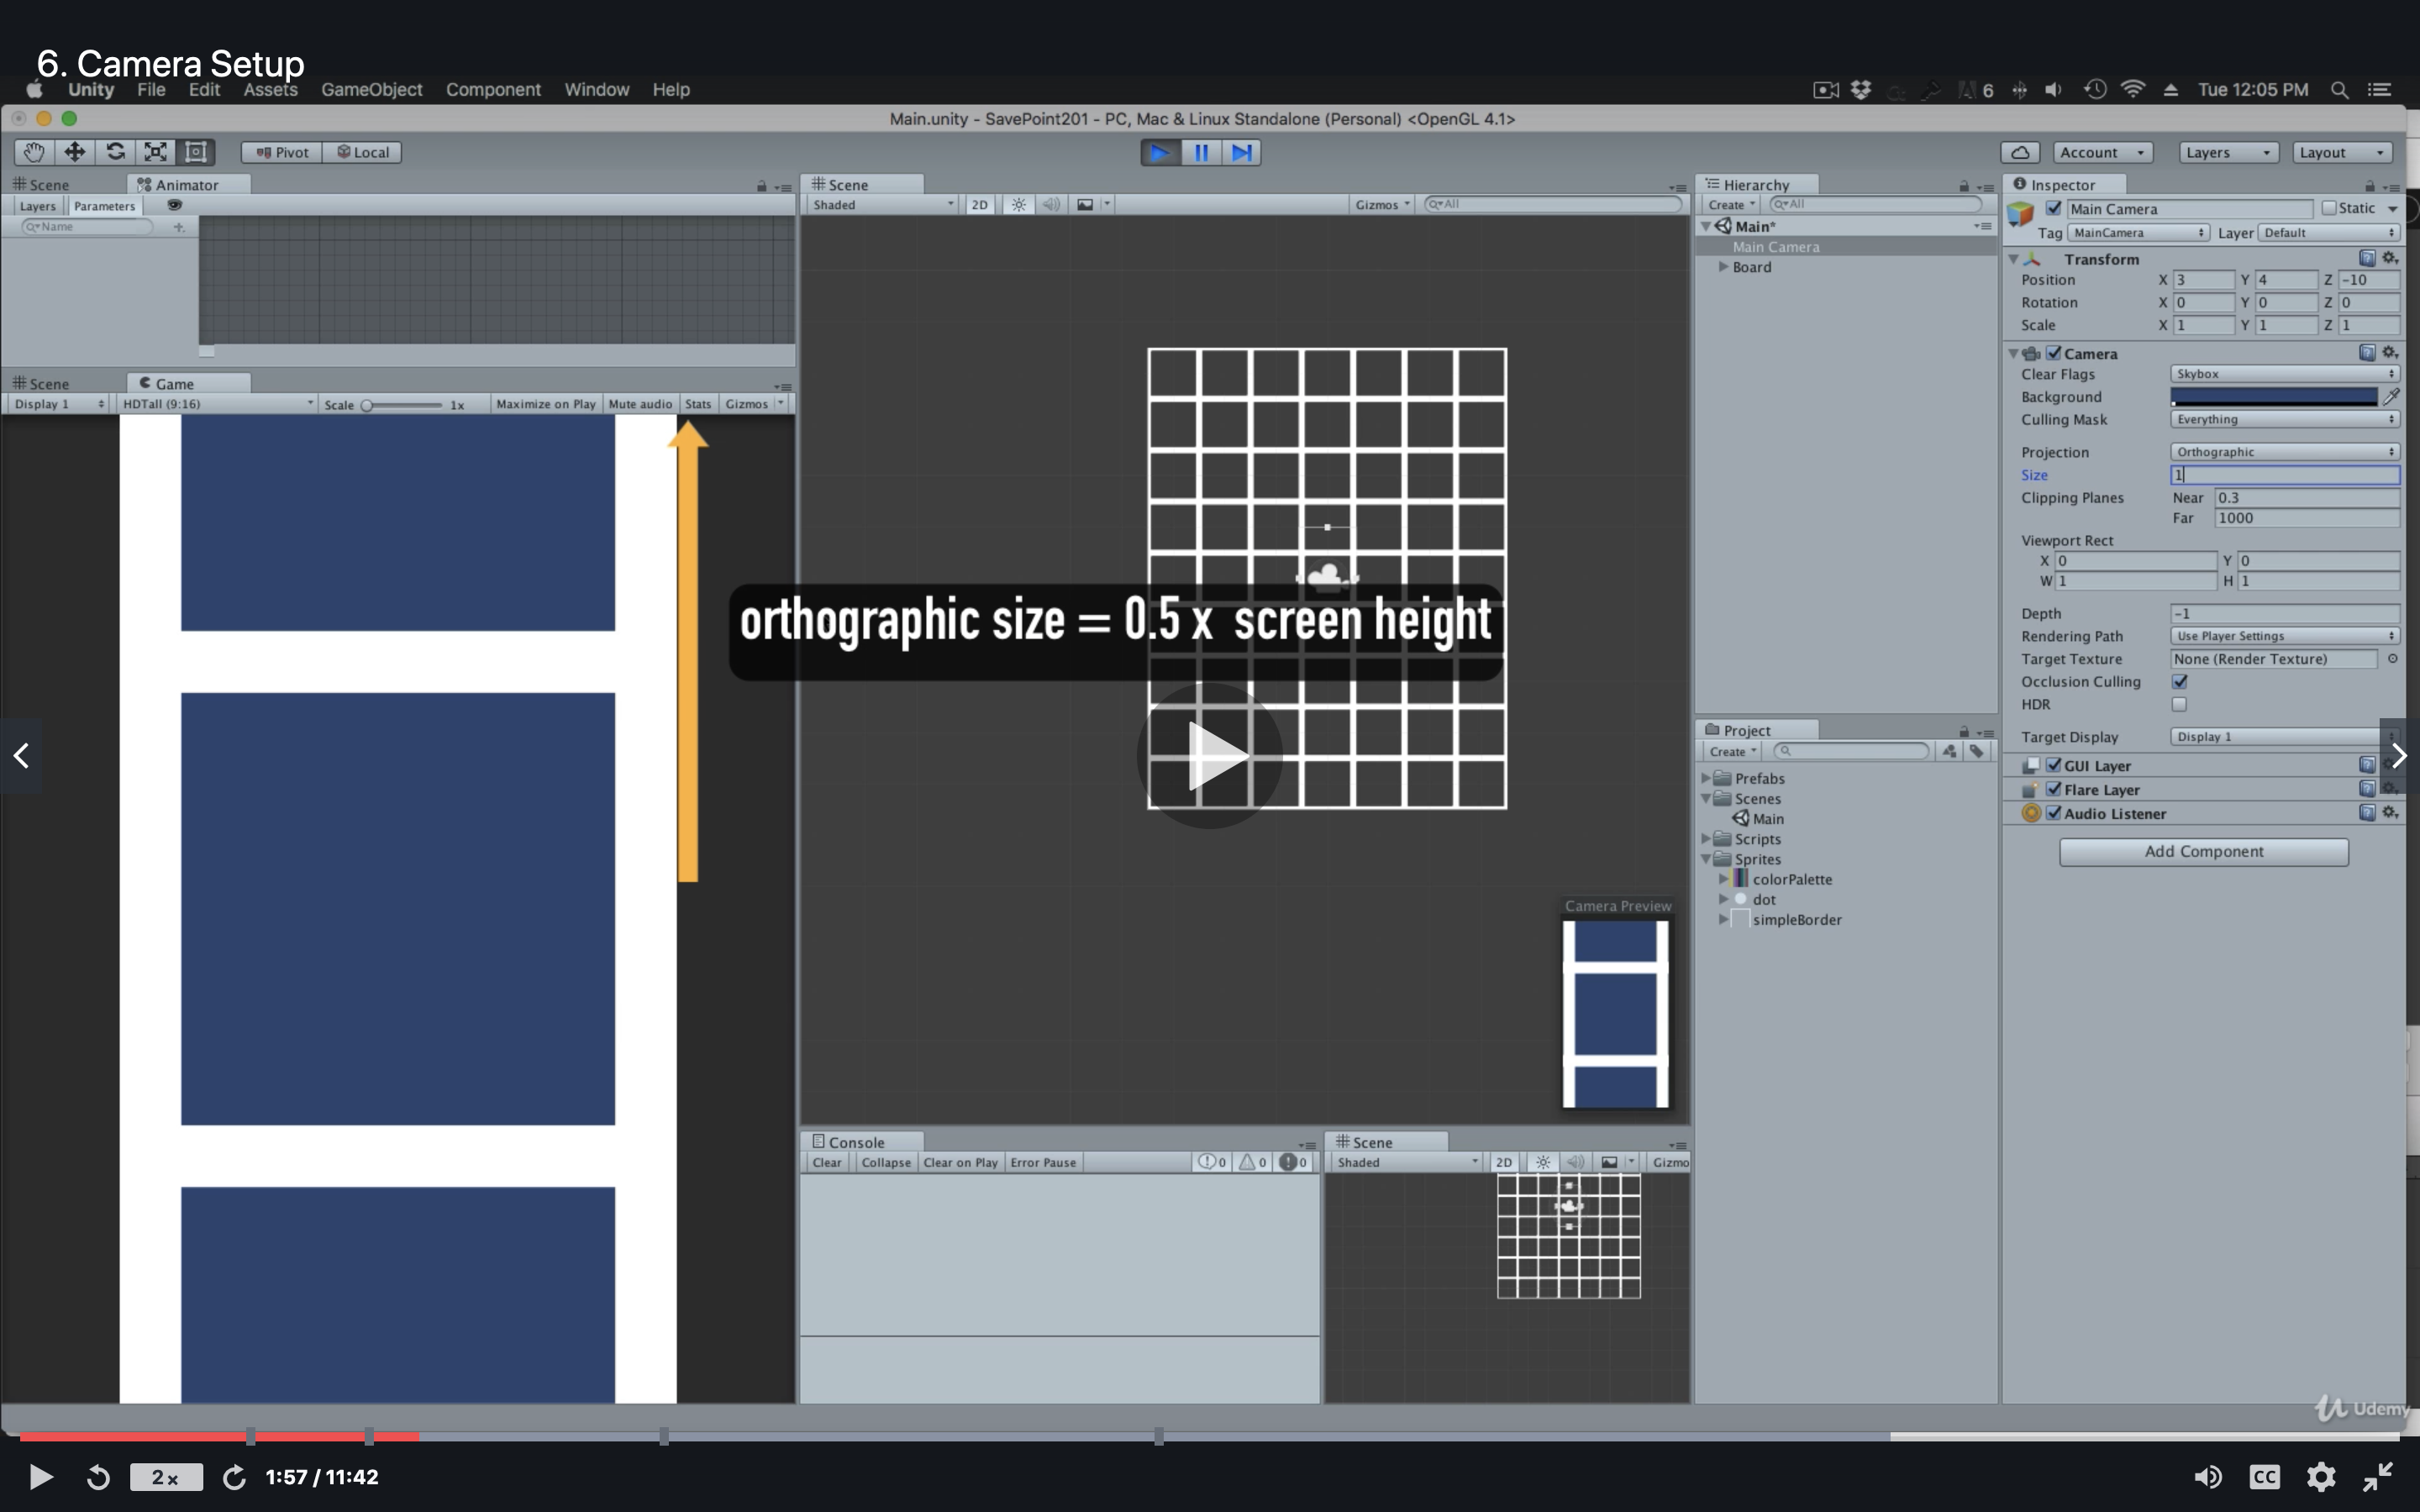 6. Camera Setup
Unity File Edit Assets GameObject Component Window Help
6 Tue 12:05 PM
Main.unity - SavePoint201 - PC, Mac & Linux Standalone (Personal) <OpenGL 4.1>
Pivot Local
Account Layers Layout
Scene Animator
Layers Parameters
Name
Scene Game
Display 1 HDTall (9:16) Scale 1x Maximize on Play Mute audio Stats Gizmos
Scene
Shaded 2D Gizmos All
orthographic size = 0.5 x screen height
Camera Preview
Console
Clear Collapse Clear on Play Error Pause 0 0 0
Scene
Shaded 2D Gizmo
Hierarchy
Create All
Main*
Main Camera
Board
Project
Create
Prefabs
Scenes
Main
Scripts
Sprites
colorPalette
dot
simpleBorder
Inspector
Main Camera Static
Tag MainCamera Layer Default
Transform
Position X 3 Y 4 Z -10
Rotation X 0 Y 0 Z 0
Scale X 1 Y 1 Z 1
Camera
Clear Flags Skybox
Background
Culling Mask Everything
Projection Orthographic
Size 1
Clipping Planes Near 0.3
Far 1000
Viewport Rect
X 0 Y 0
W 1 H 1
Depth -1
Rendering Path Use Player Settings
Target Texture None (Render Texture)
Occlusion Culling
HDR
Target Display Display 1
GUI Layer
Flare Layer
Audio Listener
Add Component
Udemy
2x 1:57 / 11:42 CC